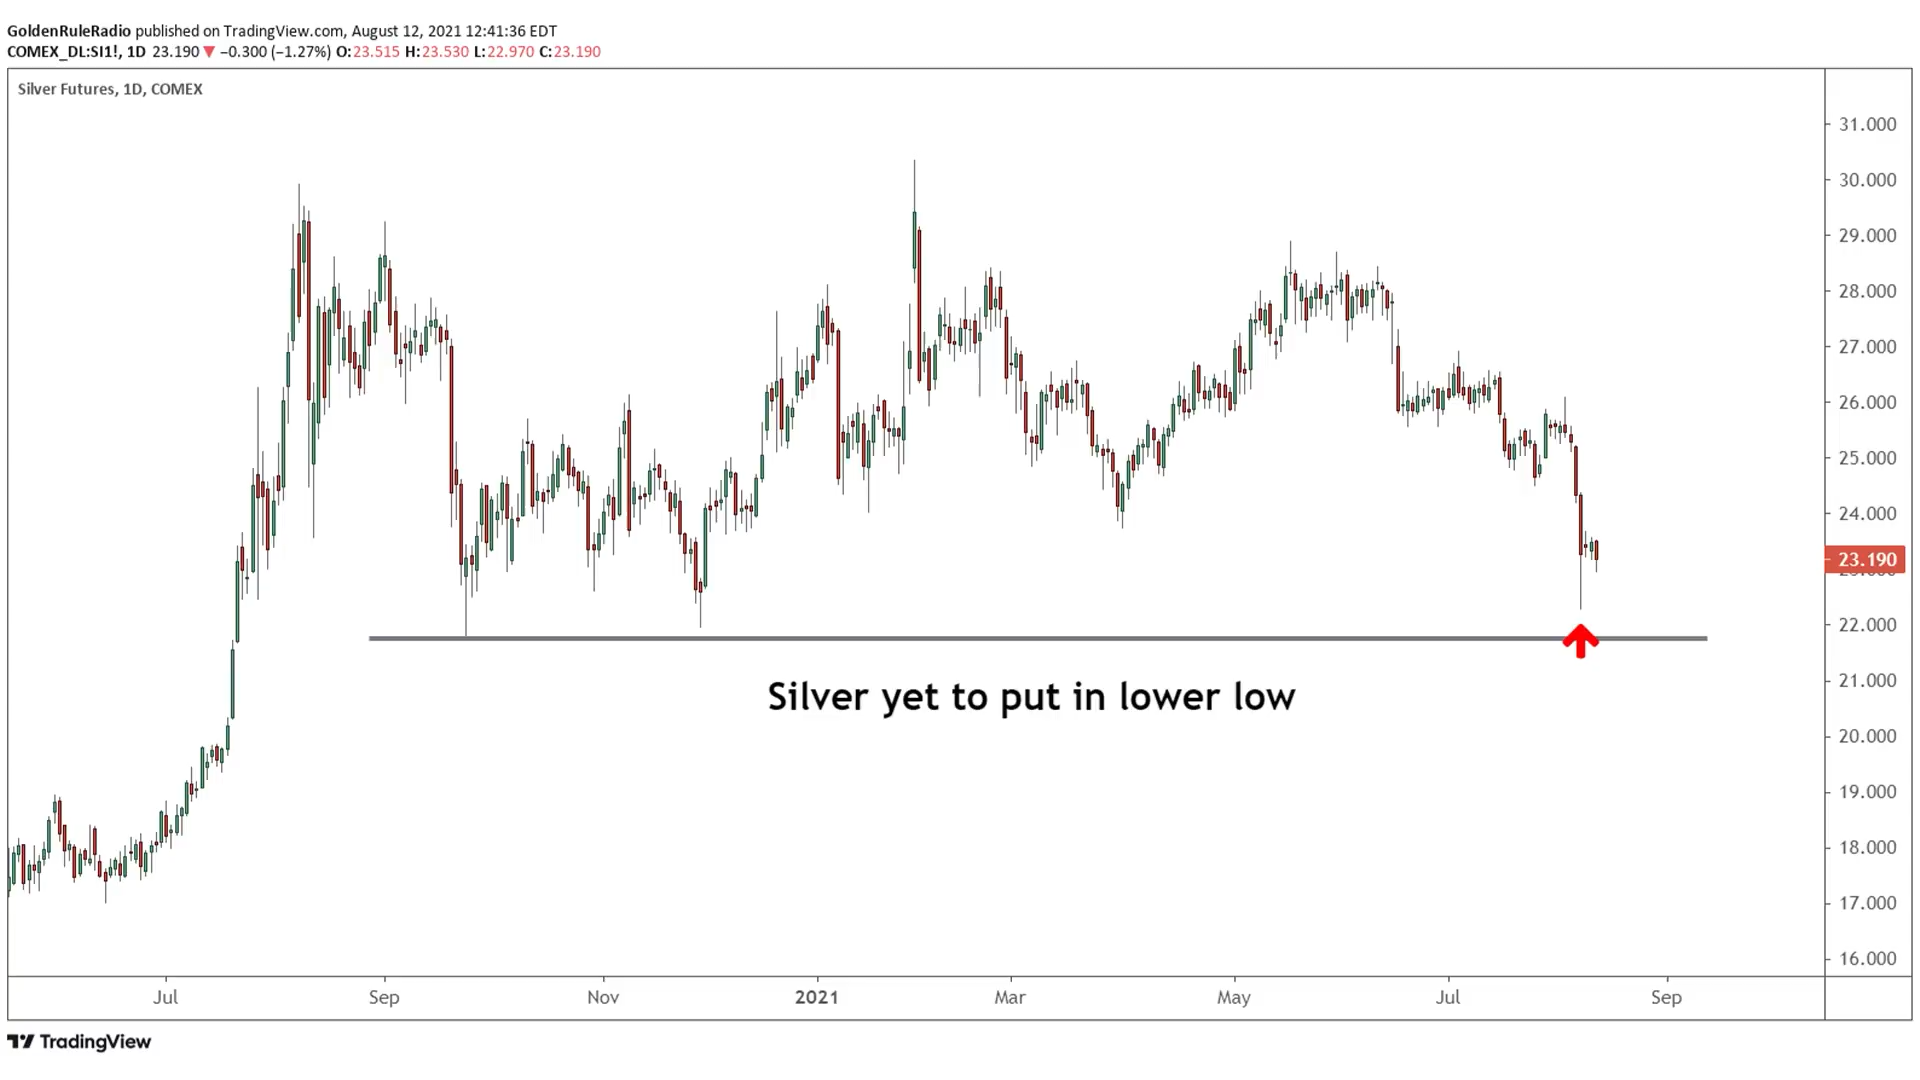 GoldenRuleRadio published on TradingView.com, August 12, 2021 12:41:36 EDT
COMEX_DL:SI1!, 1D 23.190 ▼ −0.300 (−1.27%) O:23.515 H:23.530 L:22.970 C:23.190
Silver Futures, 1D, COMEX
31.000
30.000
29.000
28.000
27.000
26.000
25.000
24.000
23.190
23.000
22.000
21.000
20.000
19.000
18.000
17.000
16.000
Silver yet to put in lower low
Jul Sep Nov 2021 Mar May Jul Sep
TradingView